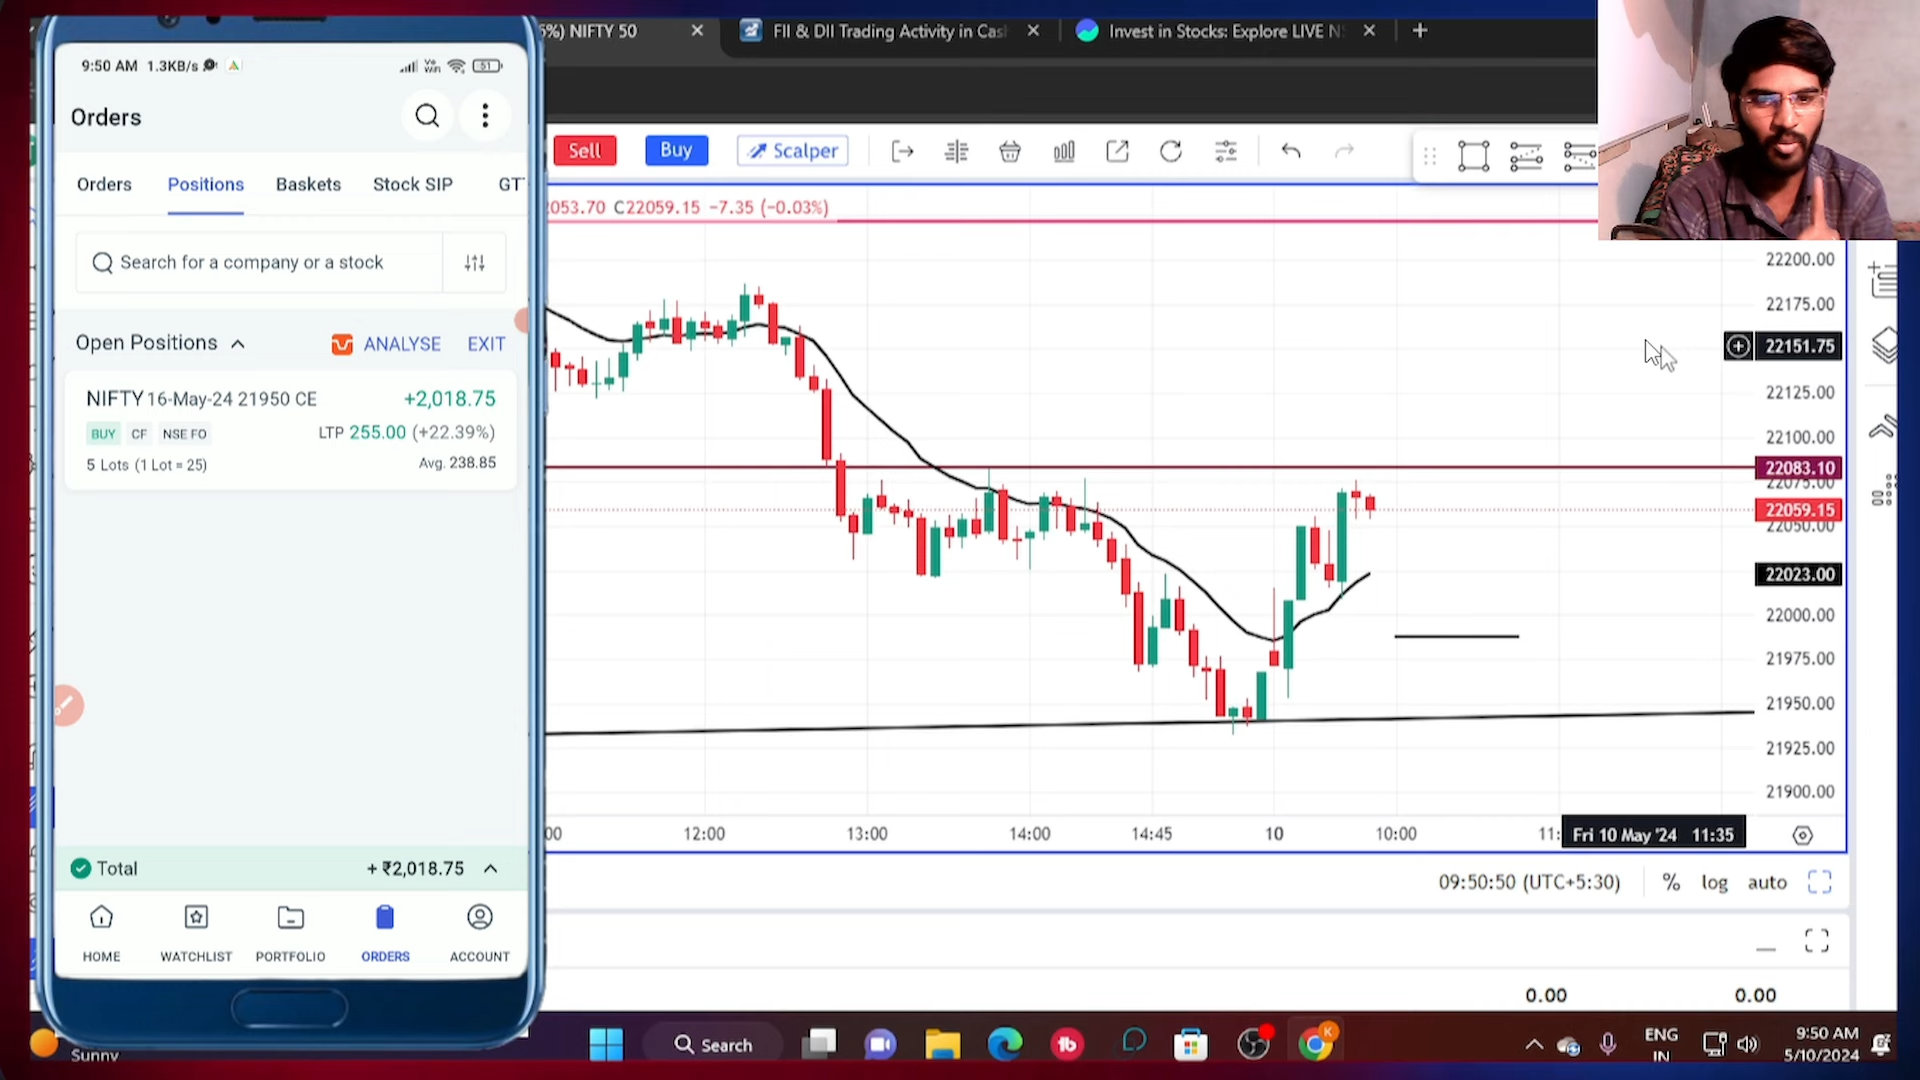 9:50 AM 1.3KB/s
51
Orders
Orders Positions Baskets Stock SIP GT
Search for a company or a stock
Open Positions ANALYSE EXIT
NIFTY 16-May-24 21950 CE +2,018.75
BUY CF NSE FO LTP 255.00 (+22.39%)
5 Lots (1 Lot = 25) Avg. 238.85
Total +₹2,018.75
HOME WATCHLIST PORTFOLIO ORDERS ACCOUNT
5%) NIFTY 50
FII & DII Trading Activity in Cas
Invest in Stocks: Explore LIVE N
Sell Buy Scalper
053.70 C22059.15 −7.35 (−0.03%)
22200.00
22175.00
22151.75
22125.00
22100.00
22083.10
22075.00
22059.15
22050.00
22023.00
22000.00
21975.00
21950.00
21925.00
21900.00
00 12:00 13:00 14:00 14:45 10 10:00 11: Fri 10 May '24 11:35
09:50:50 (UTC+5:30) % log auto
0.00 0.00
Sunny
Search
K
ENG
IN
9:50 AM
5/10/2024